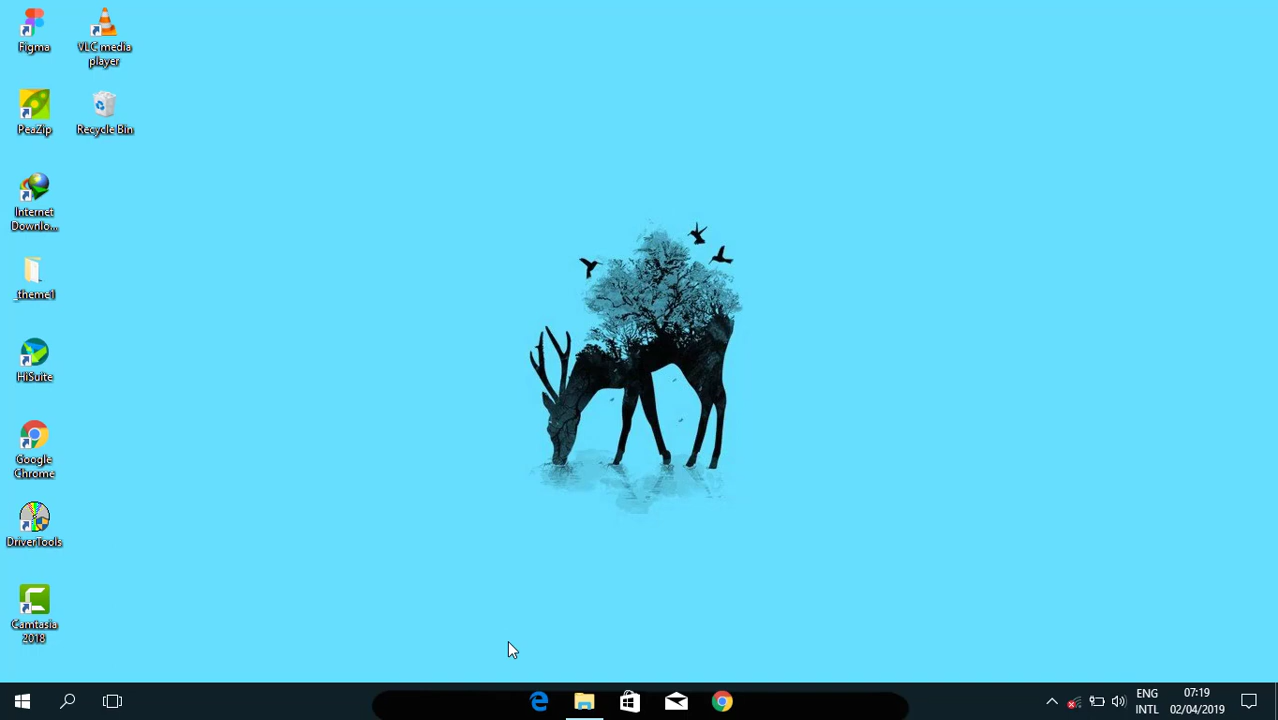 Figma
VLC media
player
PeaZip
Recycle Bin
Internet
Downlo...
_theme1
HiSuite
Google
Chrome
DriverTools
Camtasia
2018
ENG
INTL
07:19
02/04/2019